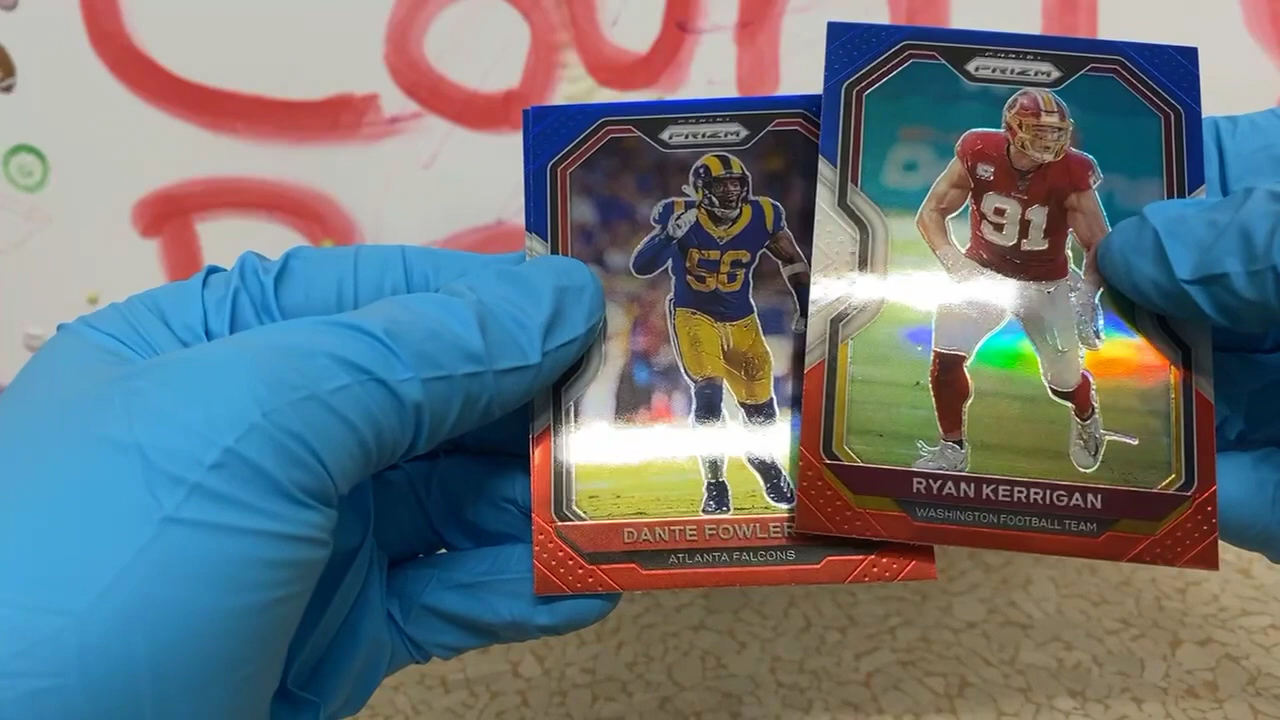 PANINI
PRIZM
56
DANTE FOWLER
ATLANTA FALCONS
PANINI
PRIZM
91
RYAN KERRIGAN
WASHINGTON FOOTBALL TEAM